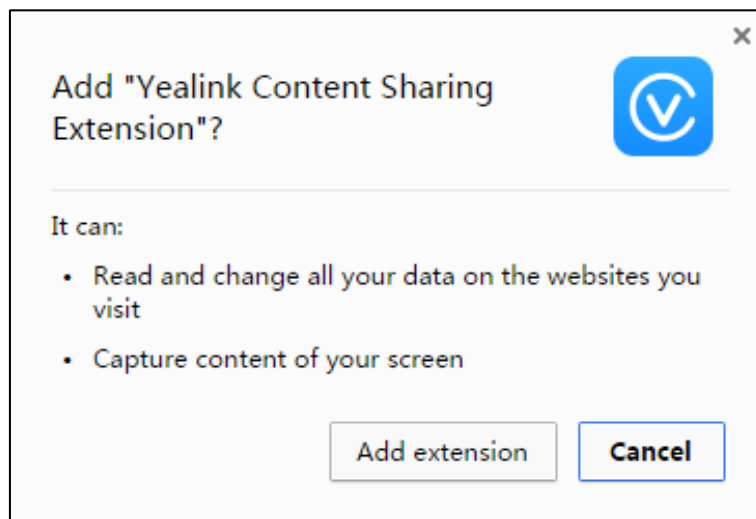 Add "Yealink Content Sharing
Extension"?
It can:
• Read and change all your data on the websites you
visit
• Capture content of your screen
Add extension
Cancel